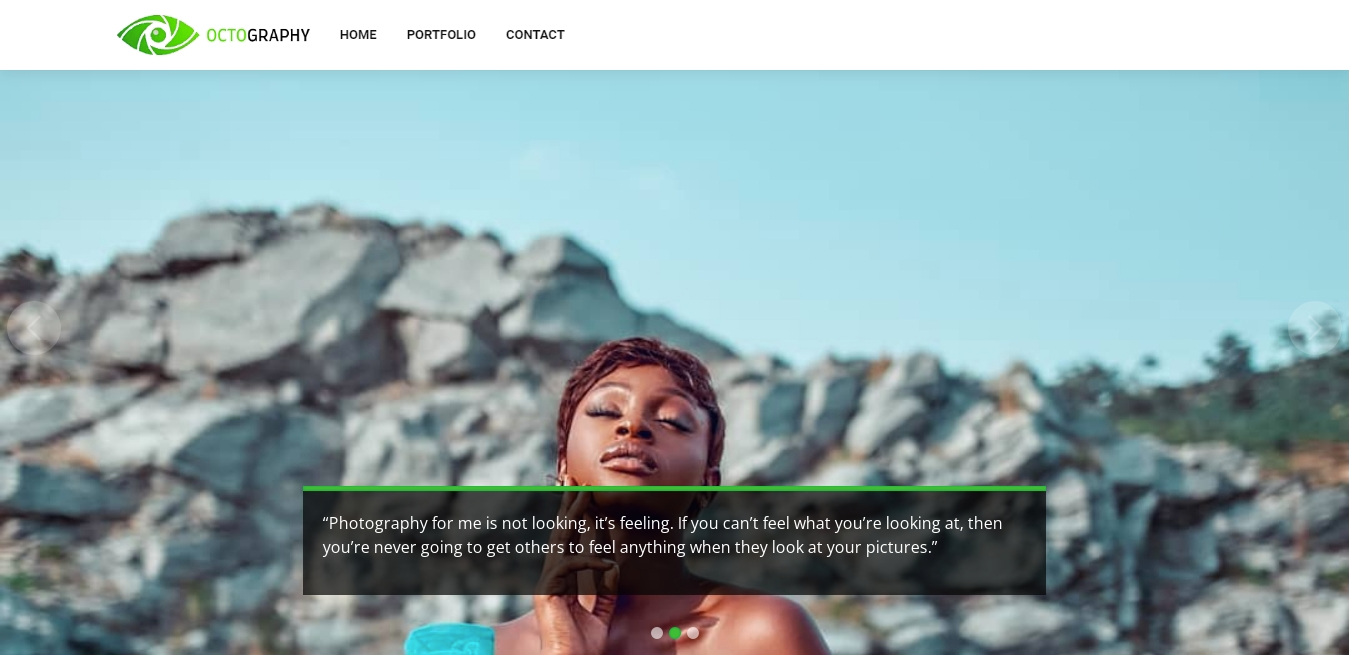 OCTOGRAPHY
HOME
PORTFOLIO
CONTACT
“Photography for me is not looking, it’s feeling. If you can’t feel what you’re looking at, then
you’re never going to get others to feel anything when they look at your pictures.”